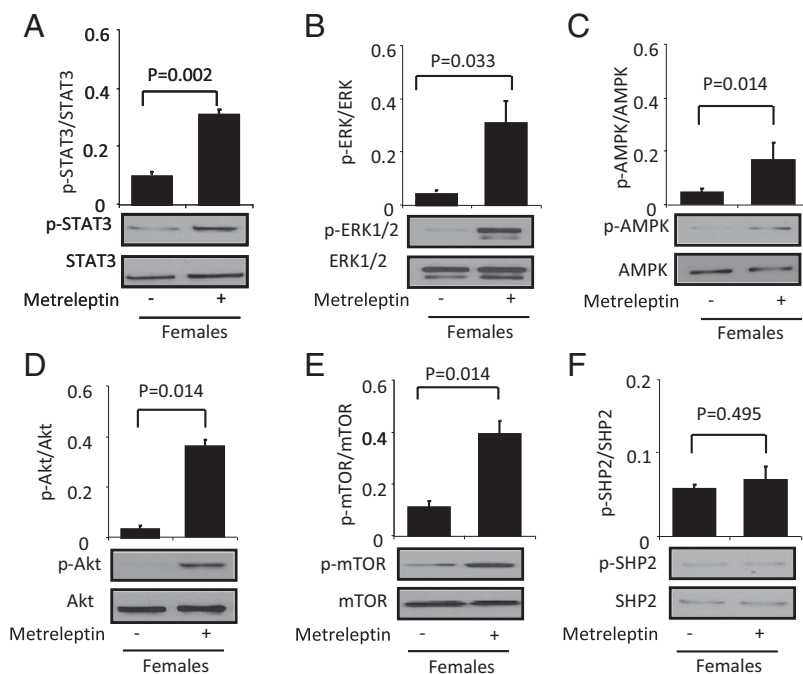 A
p-STAT3/STAT3
0.6
0.4
0.2
0
P=0.002
p-STAT3
STAT3
Metreleptin - +
Females
B
p-ERK/ERK
0.6
0.4
0.2
0
P=0.033
p-ERK1/2
ERK1/2
Metreleptin - +
Females
C
p-AMPK/AMPK
0.6
0.4
0.2
0
P=0.014
p-AMPK
AMPK
Metreleptin - +
Females
D
p-Akt/Akt
0.6
0.4
0.2
0
P=0.014
p-Akt
Akt
Metreleptin - +
Females
E
p-mTOR/mTOR
0.6
0.4
0.2
0
P=0.014
p-mTOR
mTOR
Metreleptin - +
Females
F
p-SHP2/SHP2
0.2
0.1
0
P=0.495
p-SHP2
SHP2
Metreleptin - +
Females